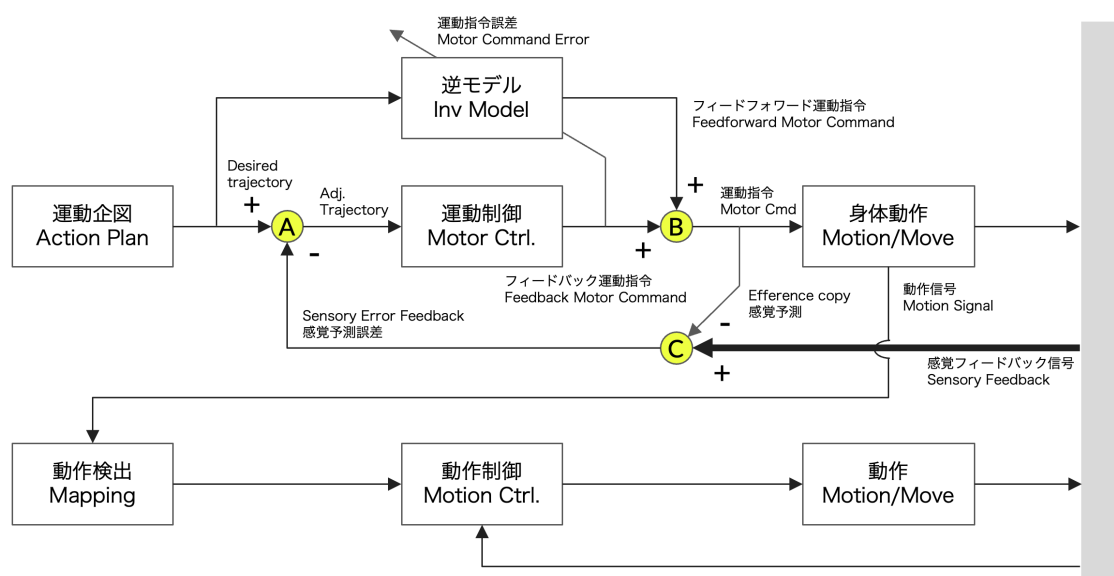 運動指令誤差
Motor Command Error
逆モデル
Inv Model
フィードフォワード運動指令
Feedforward Motor Command
Desired
trajectory
+
Adj.
Trajectory
+
運動指令
Motor Cmd
運動企図
Action Plan
A
-
運動制御
Motor Ctrl.
B
+
身体動作
Motion/Move
フィードバック運動指令
Feedback Motor Command
Efference copy
感覚予測
動作信号
Motion Signal
Sensory Error Feedback
感覚予測誤差
-
C
+
感覚フィードバック信号
Sensory Feedback
動作検出
Mapping
動作制御
Motion Ctrl.
動作
Motion/Move